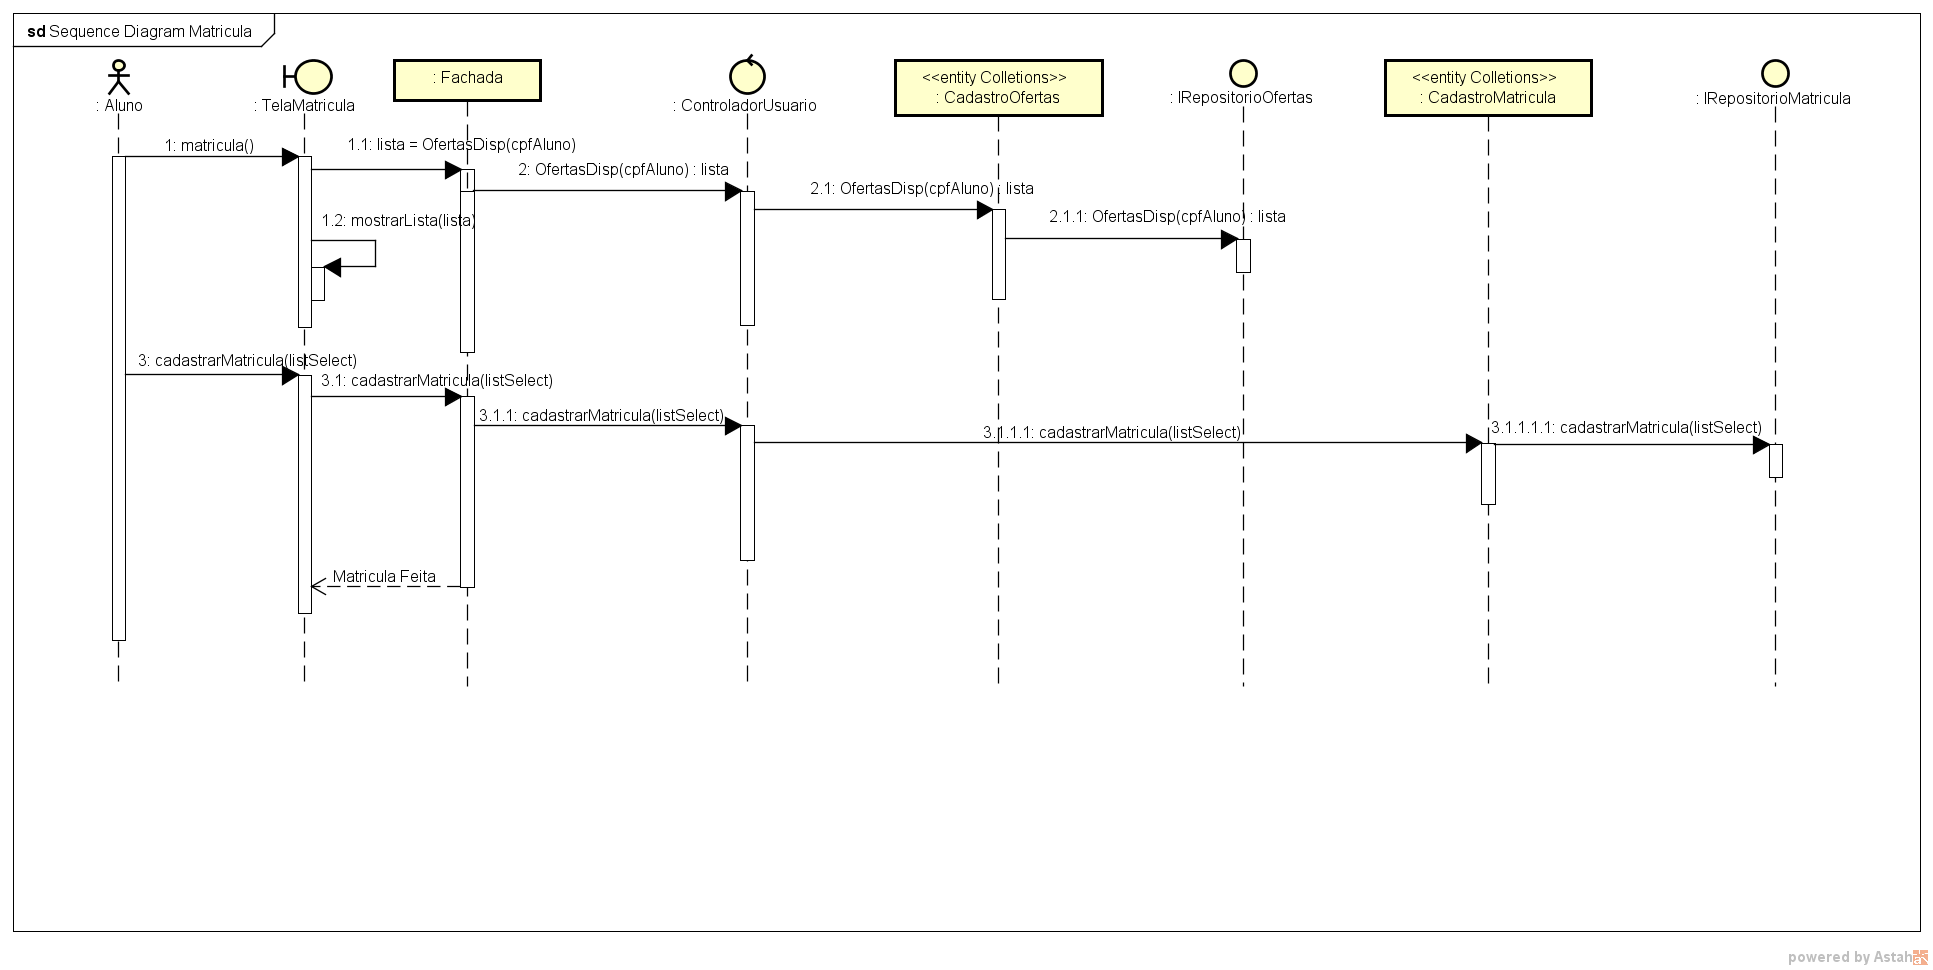 sd Sequence Diagram Matricula
: Aluno
: TelaMatricula
: Fachada
: ControladorUsuario
<<entity Colletions>>
: CadastroOfertas
: IRepositorioOfertas
<<entity Colletions>>
: CadastroMatricula
: IRepositorioMatricula
1: matricula()
1.1: lista = OfertasDisp(cpfAluno)
2: OfertasDisp(cpfAluno) : lista
2.1: OfertasDisp(cpfAluno) : lista
2.1.1: OfertasDisp(cpfAluno) : lista
1.2: mostrarLista(lista)
3: cadastrarMatricula(listSelect)
3.1: cadastrarMatricula(listSelect)
3.1.1: cadastrarMatricula(listSelect)
3.1.1.1: cadastrarMatricula(listSelect)
3.1.1.1.1: cadastrarMatricula(listSelect)
Matricula Feita
powered by Astah